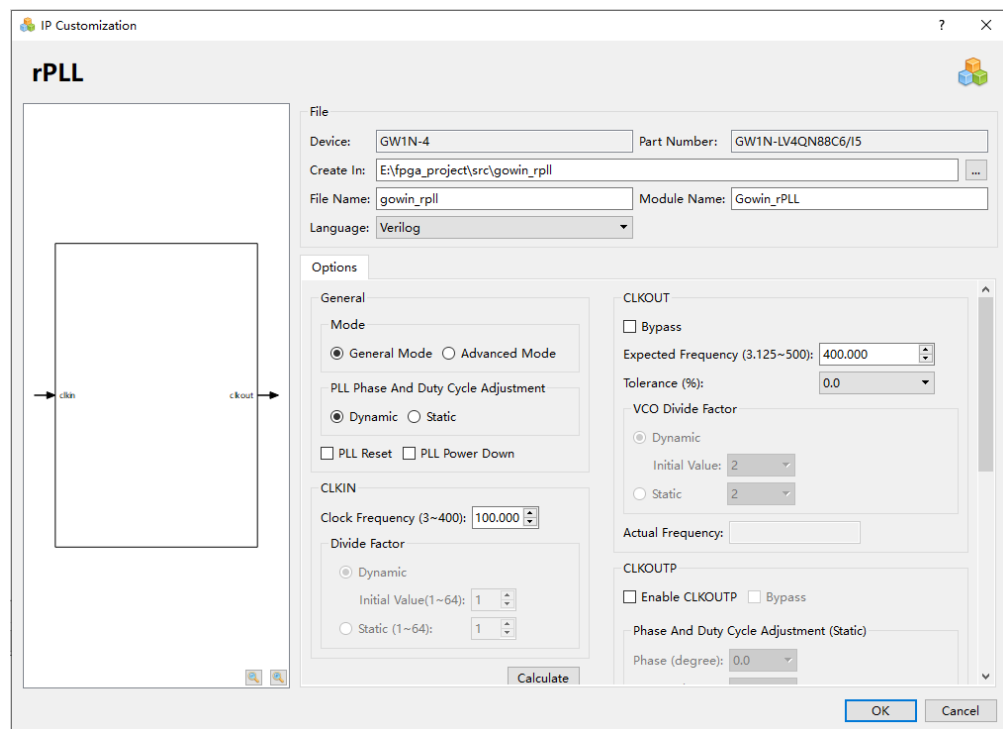 IP Customization
?
rPLL
clkin
clkout
File
Device: GW1N-4
Part Number: GW1N-LV4QN88C6/I5
Create In: E:\fpga_project\src\gowin_rpll
...
File Name: gowin_rpll
Module Name: Gowin_rPLL
Language: Verilog
Options
General
Mode
General Mode
Advanced Mode
PLL Phase And Duty Cycle Adjustment
Dynamic
Static
PLL Reset
PLL Power Down
CLKIN
Clock Frequency (3~400): 100.000
Divide Factor
Dynamic
Initial Value(1~64): 1
Static (1~64): 1
Calculate
CLKOUT
Bypass
Expected Frequency (3.125~500): 400.000
Tolerance (%): 0.0
VCO Divide Factor
Dynamic
Initial Value: 2
Static 2
Actual Frequency:
CLKOUTP
Enable CLKOUTP
Bypass
Phase And Duty Cycle Adjustment (Static)
Phase (degree): 0.0
OK
Cancel